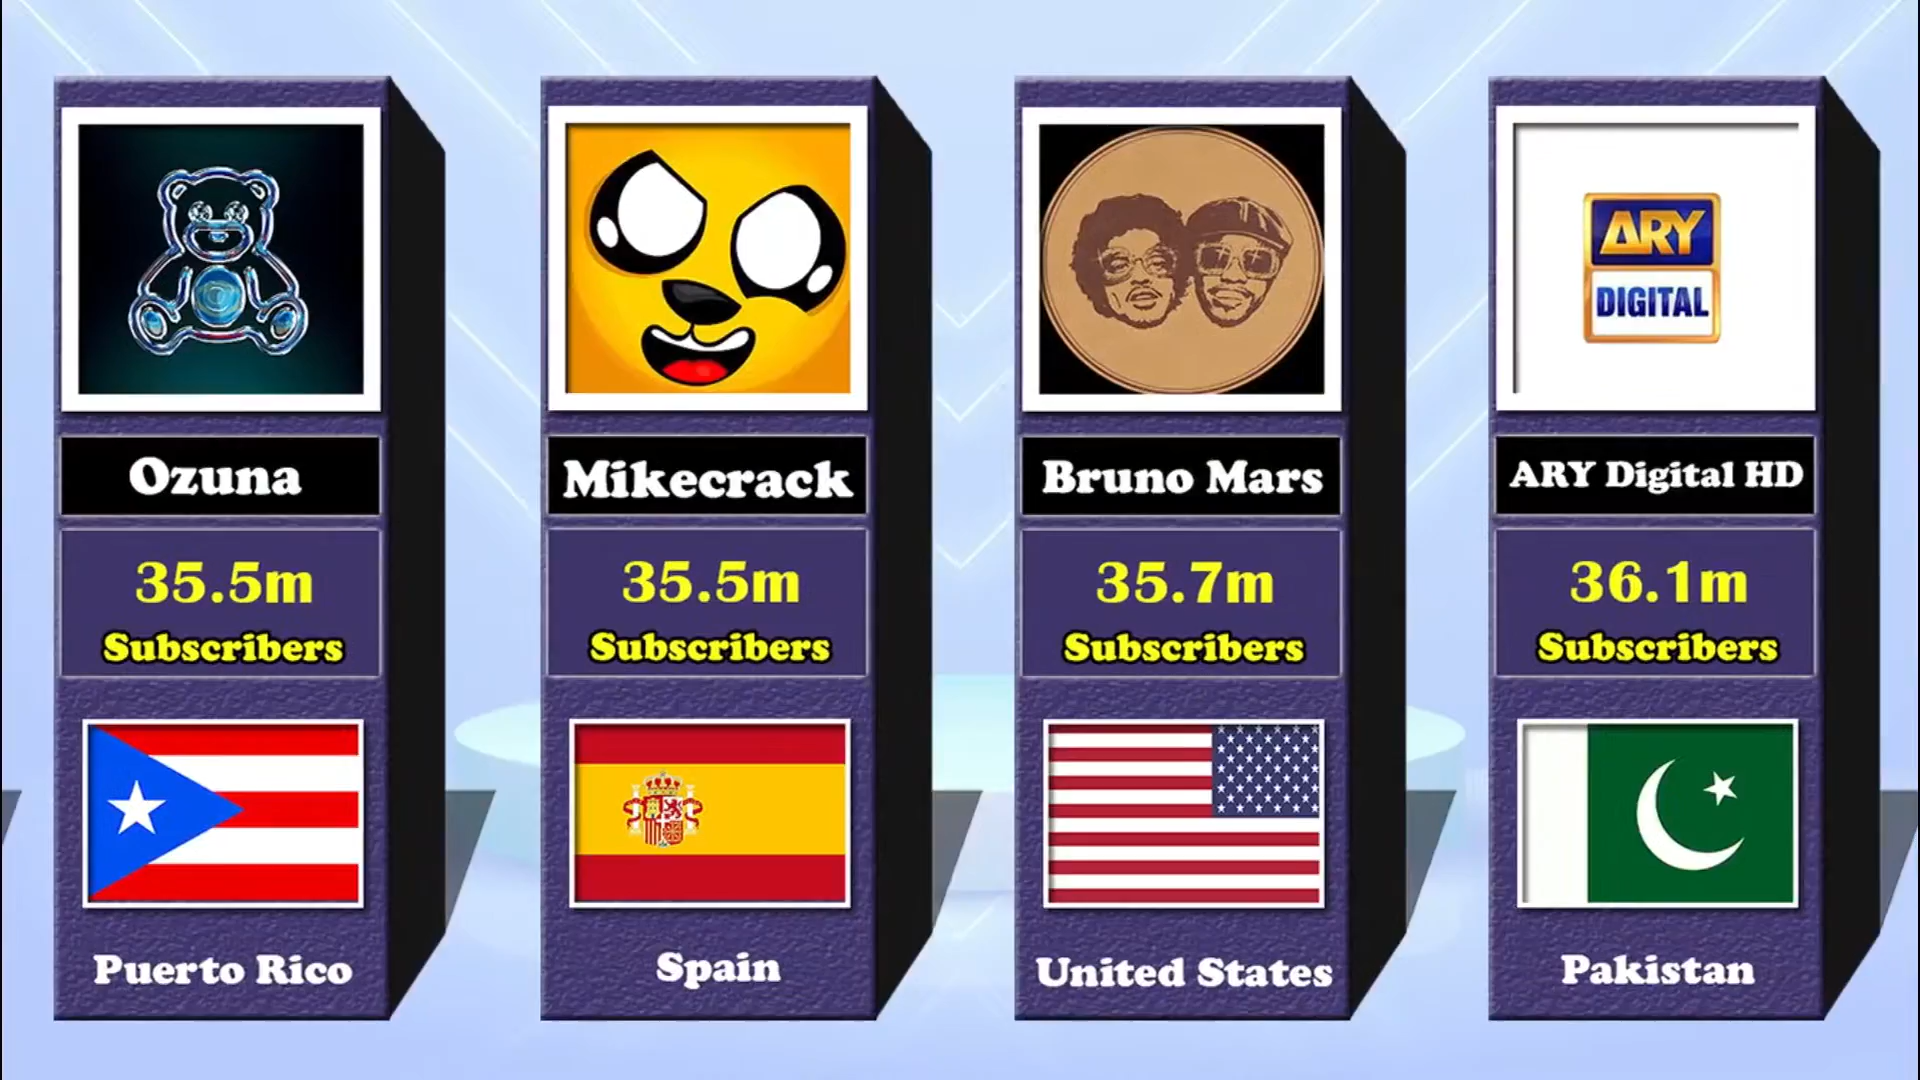 Ozuna
35.5m
Subscribers
Puerto Rico
Mikecrack
35.5m
Subscribers
Spain
Bruno Mars
35.7m
Subscribers
United States
ARY
DIGITAL
ARY Digital HD
36.1m
Subscribers
Pakistan